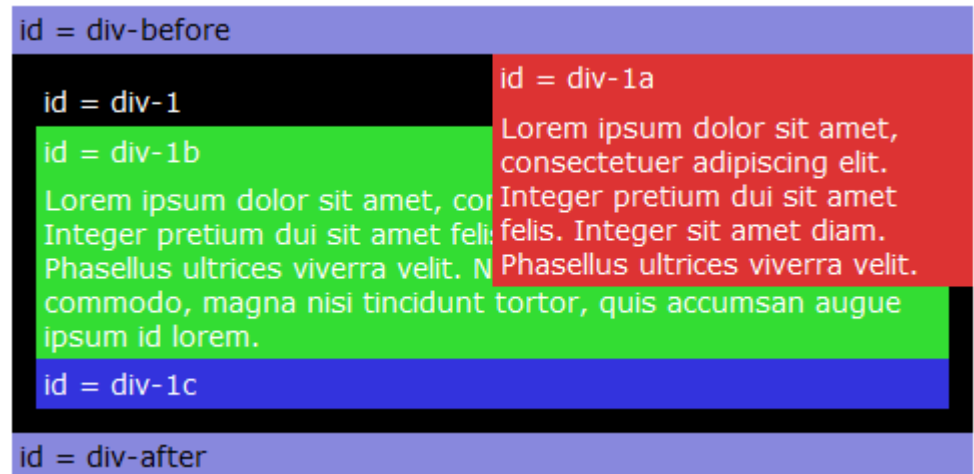 id = div-before
id = div-1
id = div-1a
Lorem ipsum dolor sit amet,
consectetuer adipiscing elit.
Integer pretium dui sit amet
felis. Integer sit amet diam.
Phasellus ultrices viverra velit.
id = div-1b
Lorem ipsum dolor sit amet,
Integer pretium dui sit amet
Phasellus ultrices viverra velit.
commodo, magna nisi tincidunt tortor, quis accumsan augue
ipsum id lorem.
id = div-1c
id = div-after